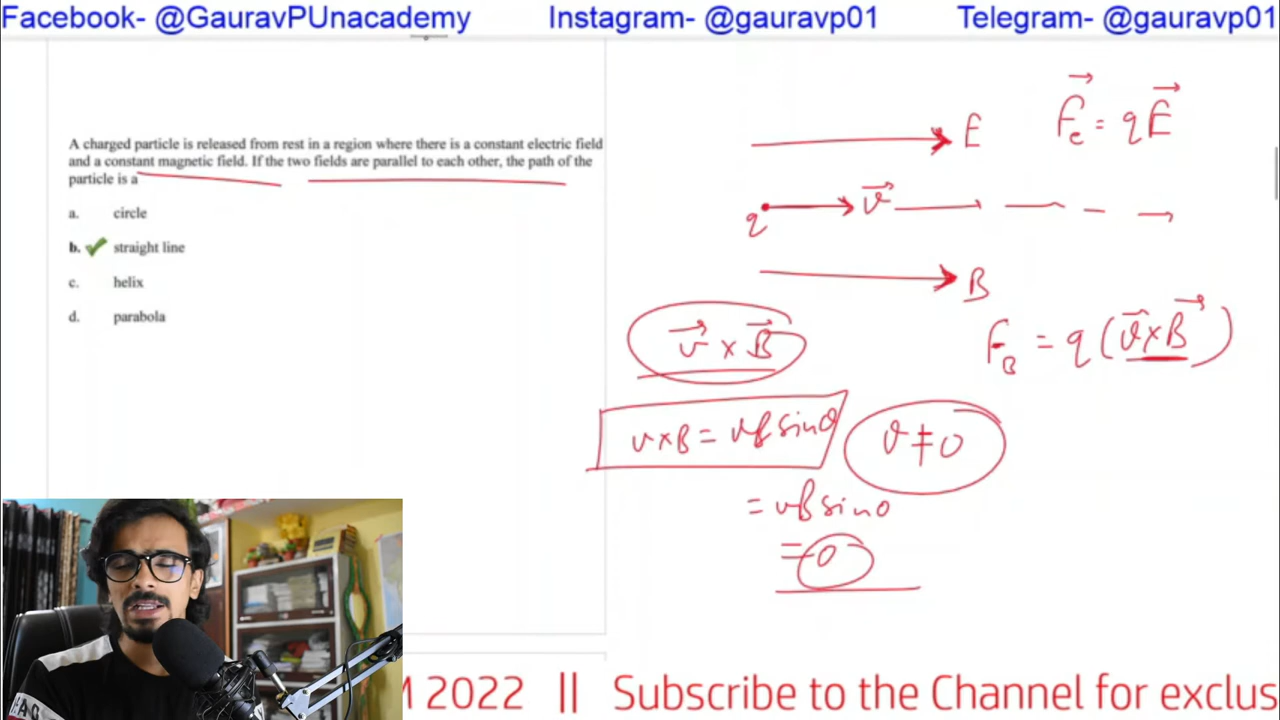 Facebook- @GauravPUnacademy Instagram- @gauravp01 Telegram- @gauravp01
A charged particle is released from rest in a region where there is a constant electric field
and a constant magnetic field. If the two fields are parallel to each other, the path of the
particle is a
a. circle
b. straight line
c. helix
d. parabola
E
F⃗e = qE⃗
q v⃗
B
FB = q(v⃗×B⃗)
v⃗ × B⃗
v×B = vB sinθ
v ≠ 0
= vB sin0
= 0
M 2022 || Subscribe to the Channel for exclus